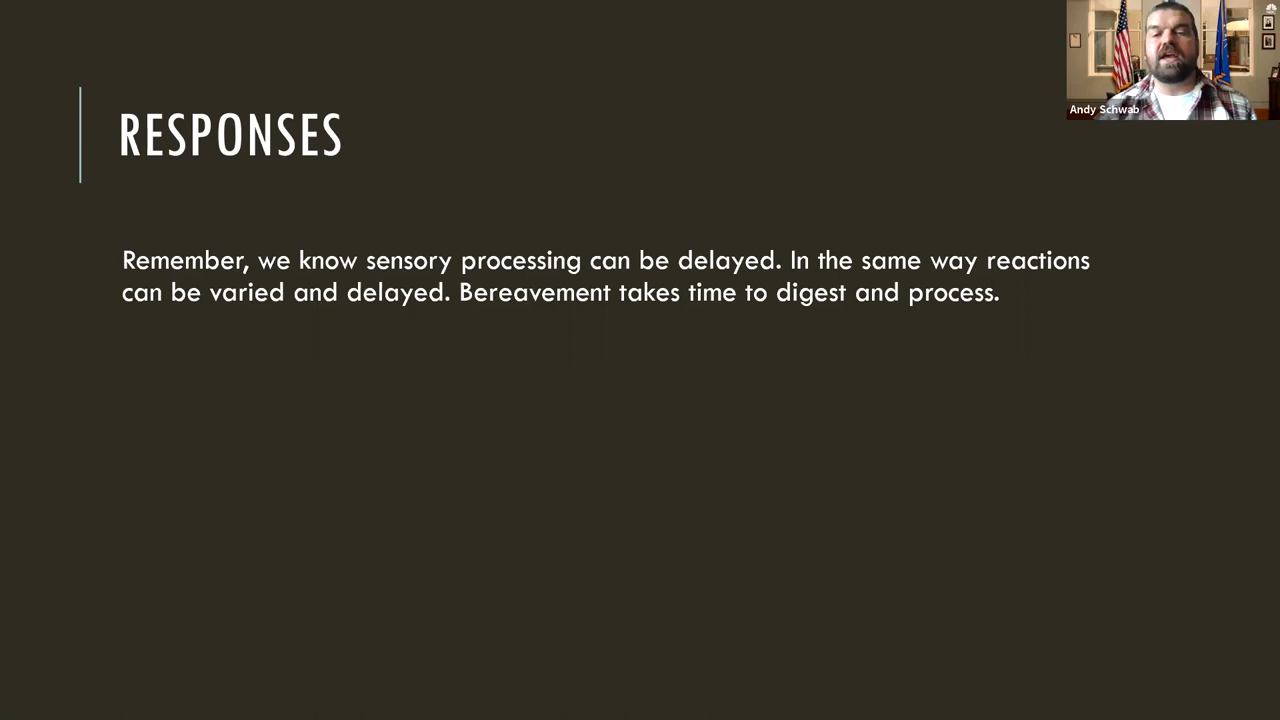 RESPONSES
Remember, we know sensory processing can be delayed. In the same way reactions
can be varied and delayed. Bereavement takes time to digest and process.
Andy Schwab